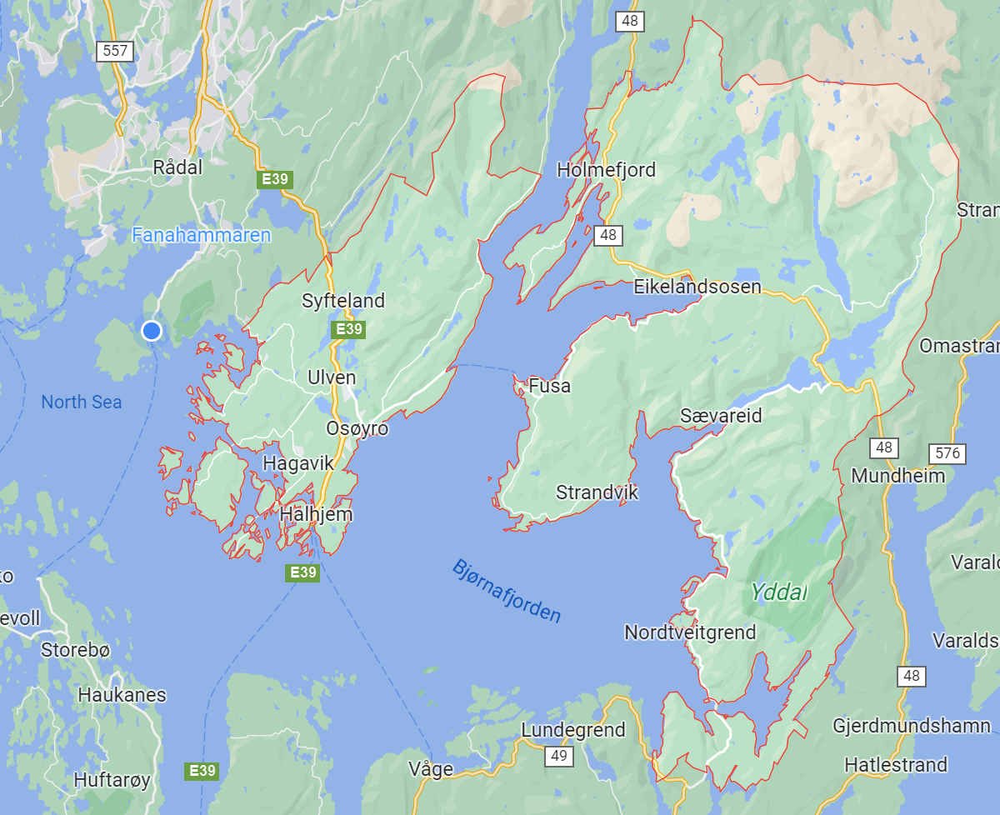 48
557
Rådal
E39
Holmefjord
Stran
Fanahammaren
48
Eikelandsosen
Syfteland
E39
Omastran
Ulven
Fusa
North Sea
Sævareid
Osøyro
48
576
Hagavik
Mundheim
Strandvik
Halhjem
E39
Bjørnafjorden
Varald
ko
Yddal
evoll
Nordtveitgrend
Storebø
Varalds
48
Haukanes
Lundegrend
Gjerdmundshamn
49
Våge
Hatlestrand
E39
Huftarøy